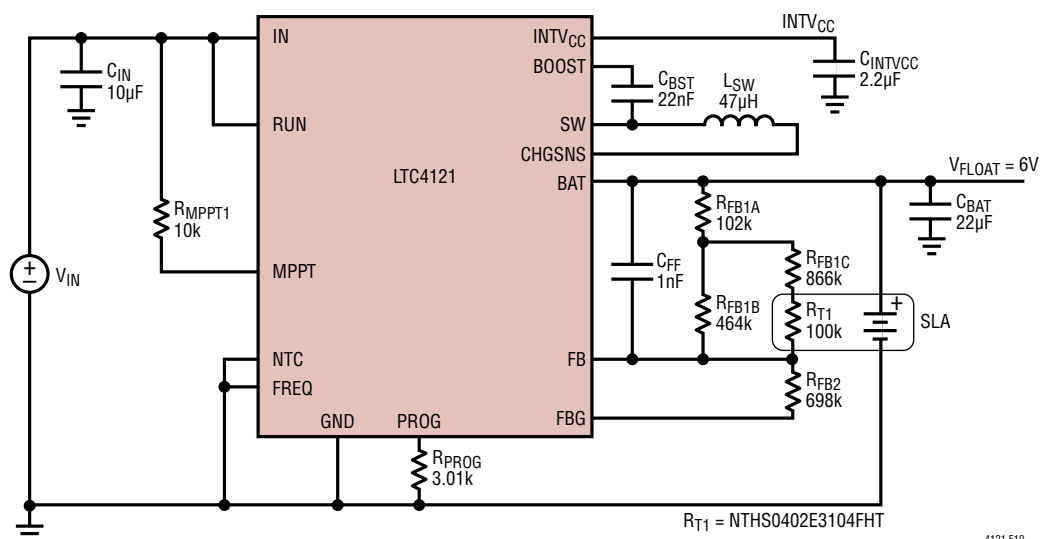 INTVCC
IN
INTVCC
BOOST
CIN
10µF
CBST
22nF
LSW
47µH
CINTVCC
2.2µF
RUN
SW
CHGSNS
LTC4121
BAT
VFLOAT = 6V
RMPPT1
10k
RFB1A
102k
CBAT
22µF
VIN
MPPT
CFF
1nF
RFB1C
866k
RFB1B
464k
RT1
100k
+
SLA
NTC
FB
FREQ
RFB2
698k
GND
PROG
FBG
RPROG
3.01k
RT1 = NTHS0402E3104FHT
4121 F10